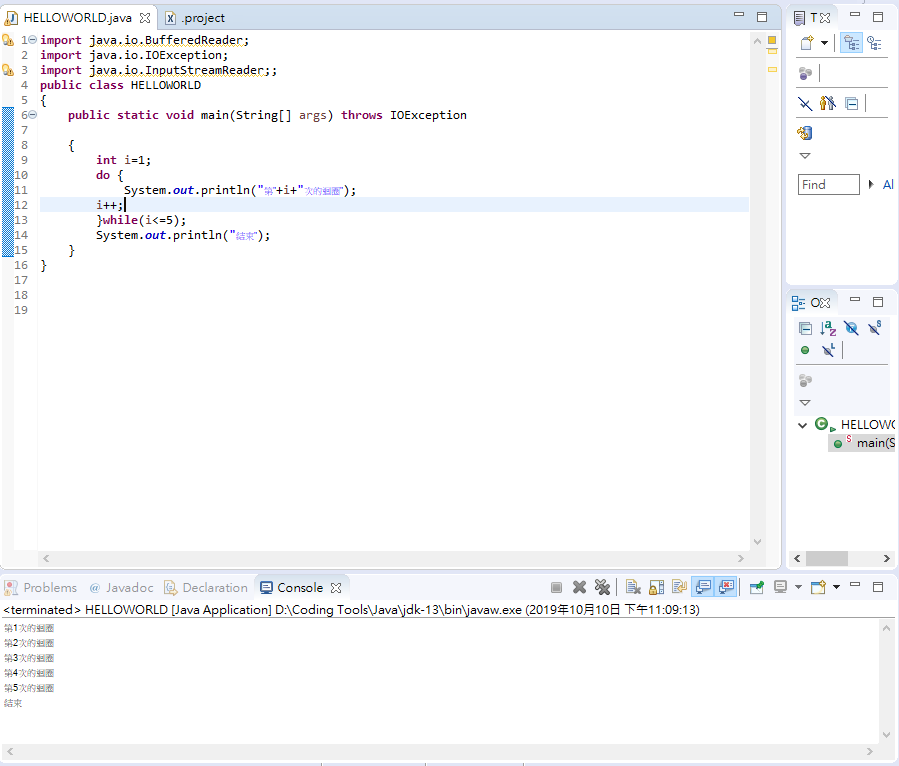 HELLOWORLD.java
.project
1 import java.io.BufferedReader;
2 import java.io.IOException;
3 import java.io.InputStreamReader;;
4 public class HELLOWORLD
5 {
6 public static void main(String[] args) throws IOException
7
8 {
9 int i=1;
10 do {
11 System.out.println("第"+i+"次的迴圈");
12 i++;
13 }while(i<=5);
14 System.out.println("結束");
15 }
16 }
17
18
19
T
Find
Al
O
HELLOWO
main(S
Problems @ Javadoc Declaration Console
<terminated> HELLOWORLD [Java Application] D:\Coding Tools\Java\jdk-13\bin\javaw.exe (2019年10月10日 下午11:09:13)
第1次的迴圈
第2次的迴圈
第3次的迴圈
第4次的迴圈
第5次的迴圈
結束